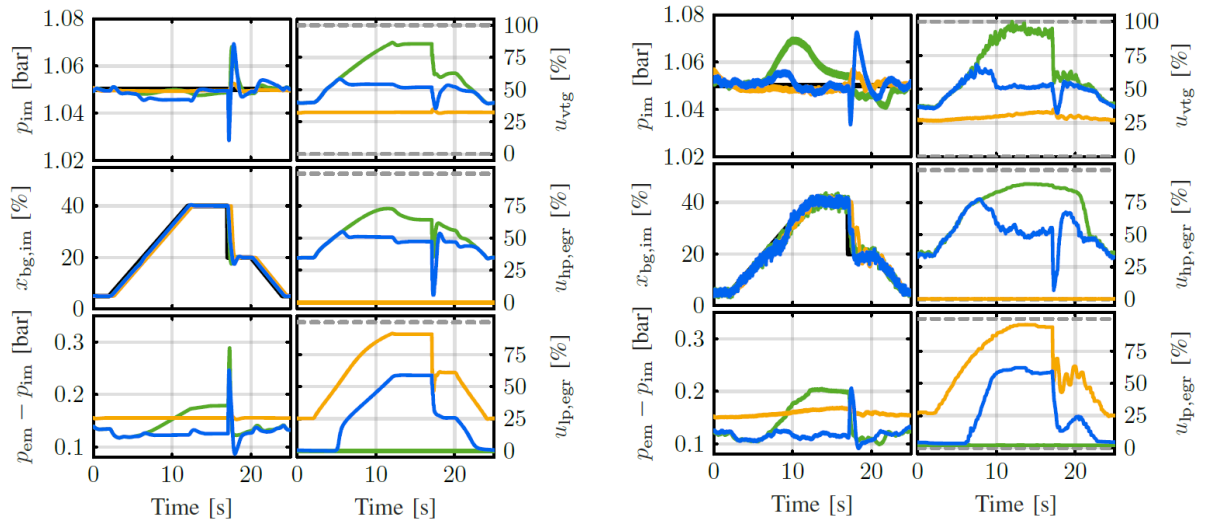 1.08
1.06
1.04
1.02
p_im [bar]
100
75
50
25
0
u_vtg [%]
40
20
0
x_bg,im [%]
75
50
25
0
u_hp,egr [%]
0.3
0.2
0.1
p_em − p_im [bar]
75
50
25
0
u_lp,egr [%]
0 10 20
0 10 20
Time [s]
Time [s]
1.08
1.06
1.04
1.02
p_im [bar]
100
75
50
25
0
u_vtg [%]
40
20
0
x_bg,im [%]
75
50
25
0
u_hp,egr [%]
0.3
0.2
0.1
p_em − p_im [bar]
75
50
25
0
u_lp,egr [%]
0 10 20
0 10 20
Time [s]
Time [s]